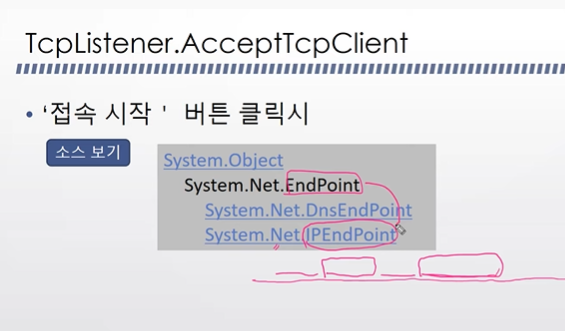 TcpListener.AcceptTcpClient
• ‘접속 시작 ' 버튼 클릭시
소스 보기
System.Object
System.Net.EndPoint
System.Net.DnsEndPoint
System.Net.IPEndPoint